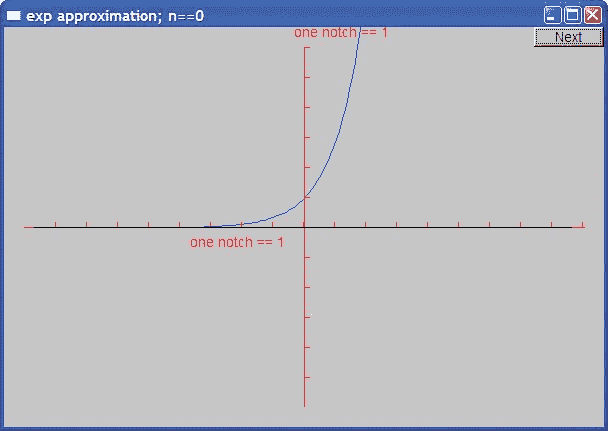 exp approximation; n==0
one notch == 1
Next
one notch == 1